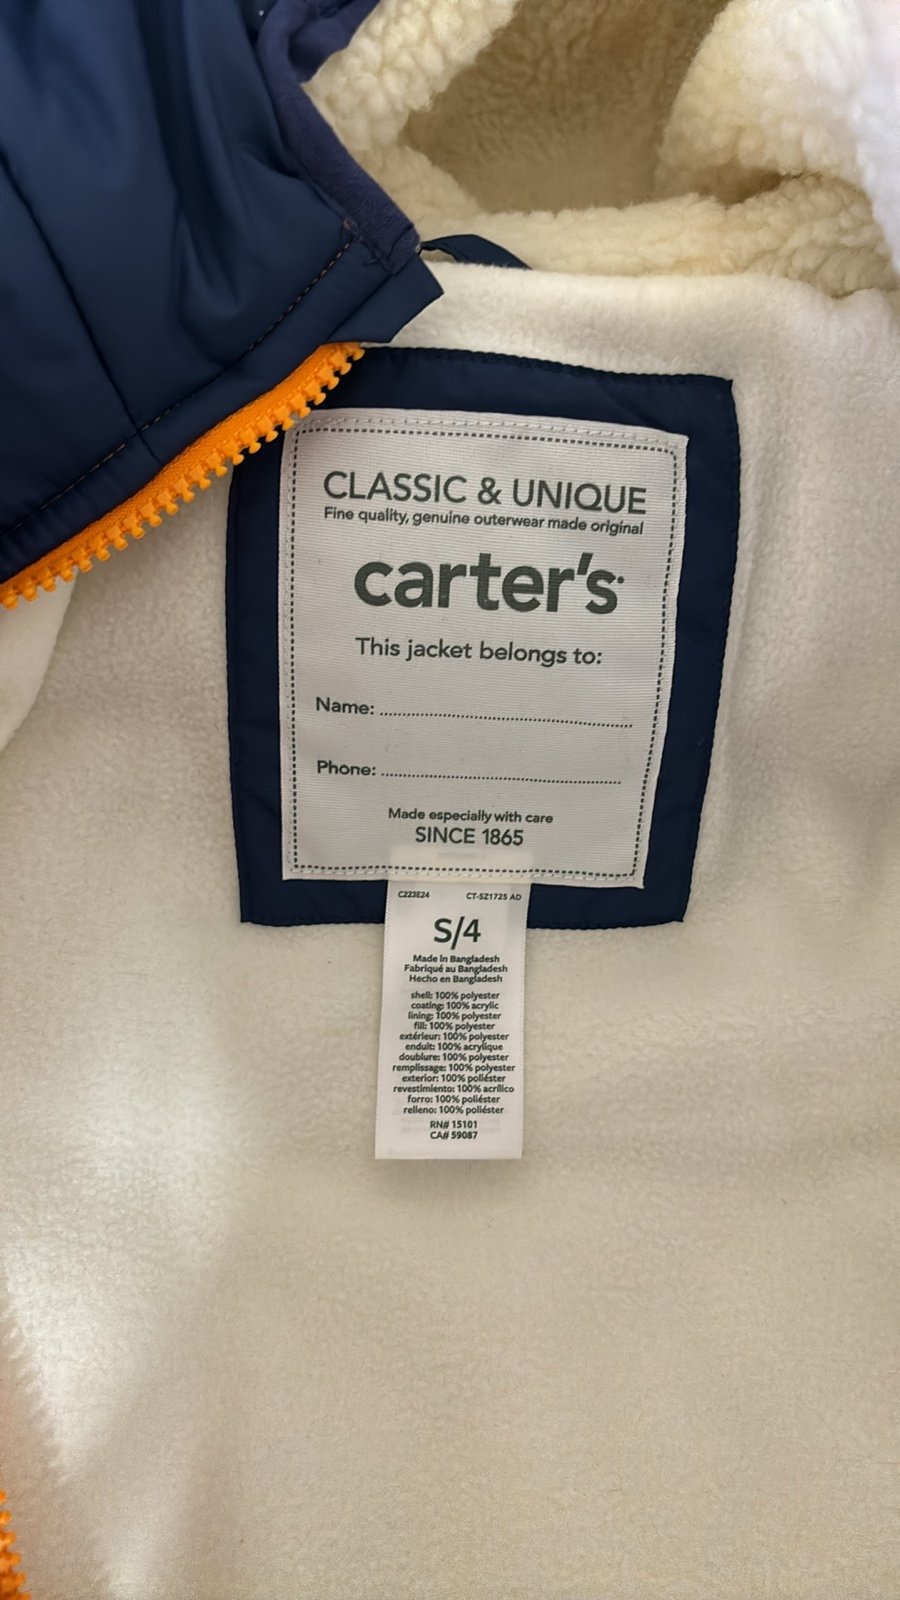 CLASSIC & UNIQUE
Fine quality, genuine outerwear made original
carter's
This jacket belongs to:
Name: ..........
Phone: ..........
Made especially with care
SINCE 1865
C223E24 CT-SZ1725 AD
S/4
Made in Bangladesh
Fabriqué au Bangladesh
Hecho en Bangladesh
shell: 100% polyester
coating: 100% acrylic
lining: 100% polyester
fill: 100% polyester
extérieur: 100% polyester
enduit: 100% acrylique
doublure: 100% polyester
remplissage: 100% polyester
exterior: 100% poliéster
revestimiento: 100% acrílico
forro: 100% poliéster
relleno: 100% poliéster
RN# 15101
CA# 59087